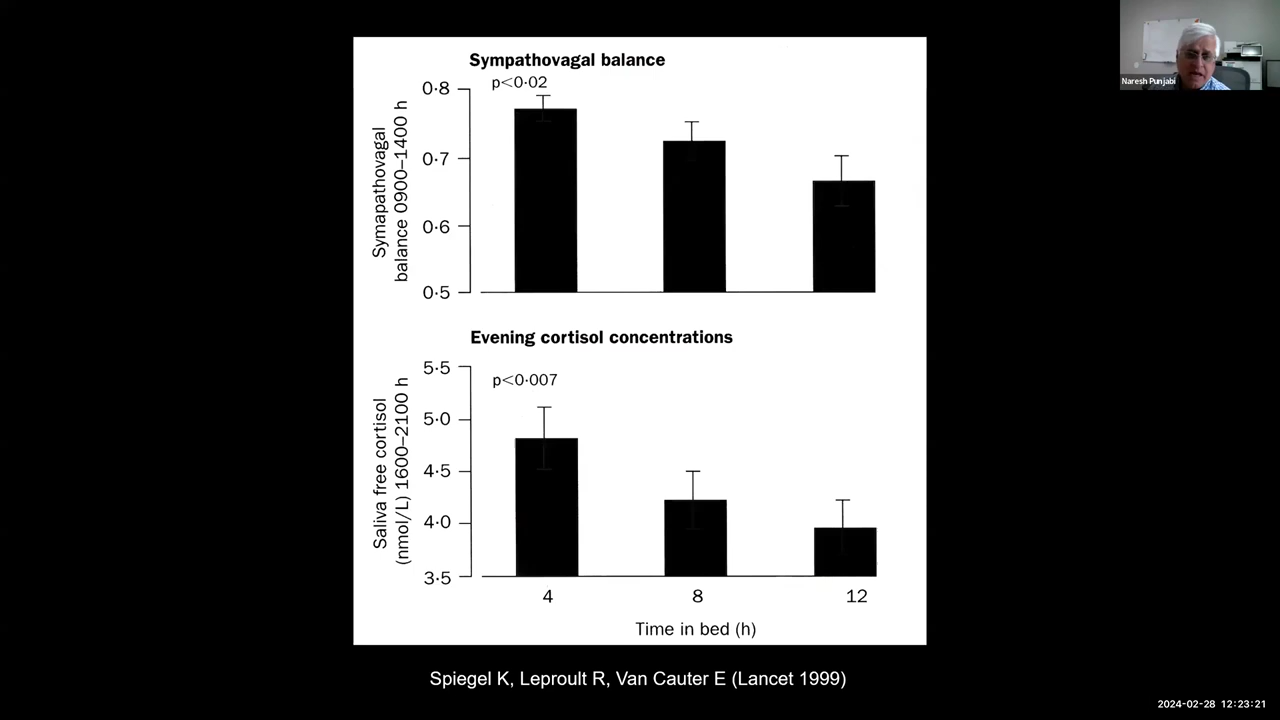 Sympathovagal balance
p<0·02
0·8
0·7
0·6
0·5
Symapathovagal
balance 0900–1400 h
Evening cortisol concentrations
p<0·007
5·5
5·0
4·5
4·0
3·5
Saliva free cortisol
(nmol/L) 1600–2100 h
4 8 12
Time in bed (h)
Spiegel K, Leproult R, Van Cauter E (Lancet 1999)
Naresh Punjabi
2024-02-28 12:23:21